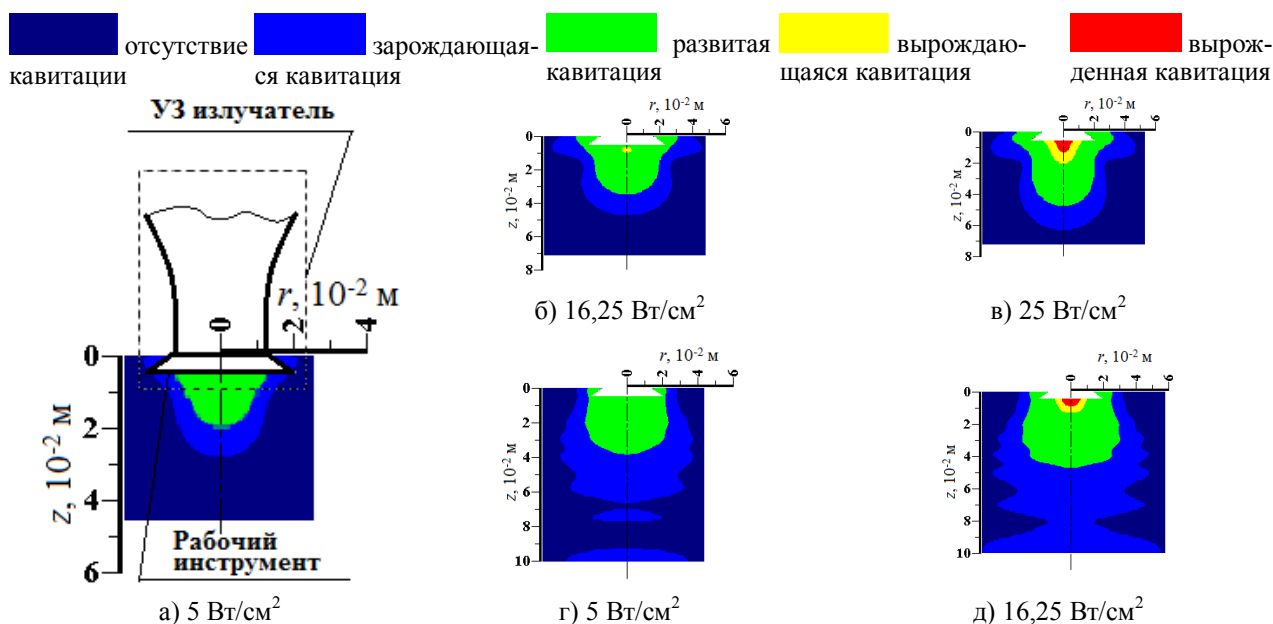 отсутствие зарождающая- развитая вырождаю- вырож-
кавитации ся кавитация кавитация щаяся кавитация денная кавитация
УЗ излучатель
r, 10-2 м
0 2 4
0
2
4
6
z, 10-2 м
Рабочий
инструмент
а) 5 Вт/см2
r, 10-2 м
0 2 4 6
0
2
4
6
8
z, 10-2 м
б) 16,25 Вт/см2
r, 10-2 м
0 2 4 6
0
2
4
6
8
z, 10-2 м
в) 25 Вт/см2
r, 10-2 м
0 2 4 6
0
2
4
6
8
10
z, 10-2 м
г) 5 Вт/см2
r, 10-2 м
0 2 4 6
0
2
4
6
8
10
z, 10-2 м
д) 16,25 Вт/см2